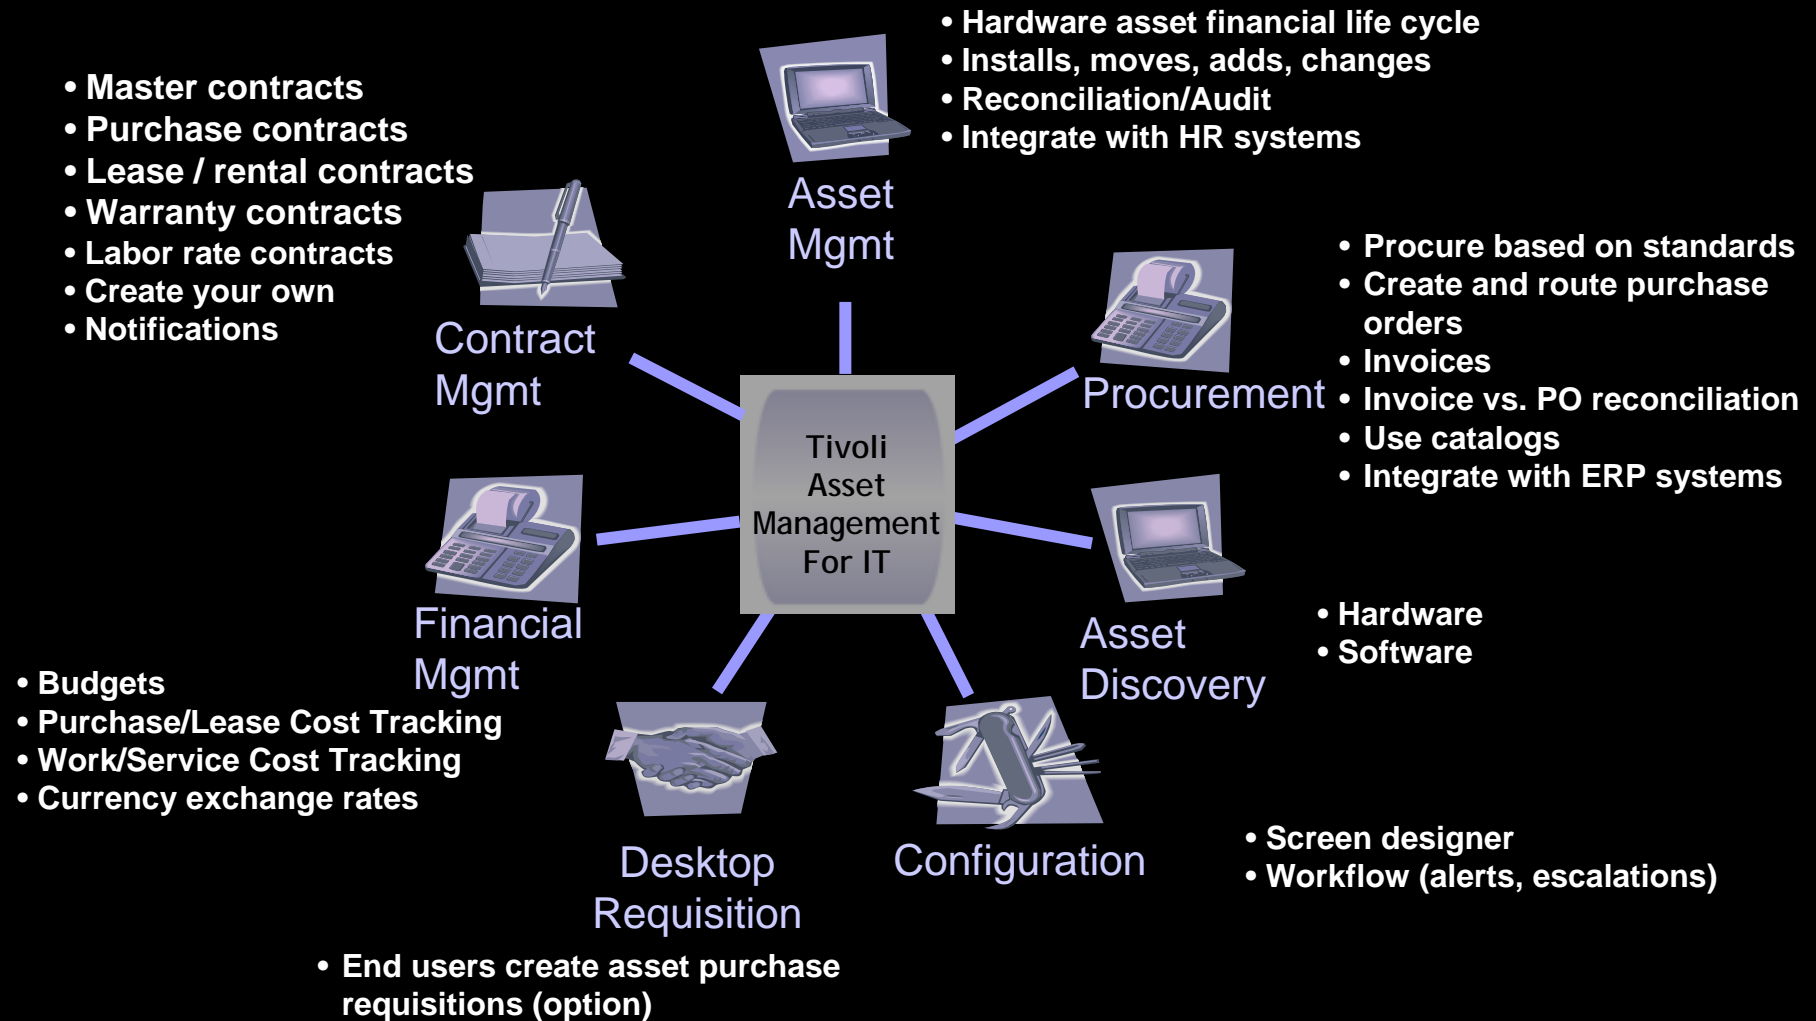 • Hardware asset financial life cycle
• Installs, moves, adds, changes
• Reconciliation/Audit
• Integrate with HR systems
Asset
Mgmt
• Master contracts
• Purchase contracts
• Lease / rental contracts
• Warranty contracts
• Labor rate contracts
• Create your own
• Notifications
Contract
Mgmt
• Procure based on standards
• Create and route purchase
orders
• Invoices
• Invoice vs. PO reconciliation
• Use catalogs
• Integrate with ERP systems
Procurement
Tivoli
Asset
Management
For IT
Financial
Mgmt
• Budgets
• Purchase/Lease Cost Tracking
• Work/Service Cost Tracking
• Currency exchange rates
Asset
Discovery
• Hardware
• Software
Desktop
Requisition
• End users create asset purchase
requisitions (option)
Configuration
• Screen designer
• Workflow (alerts, escalations)